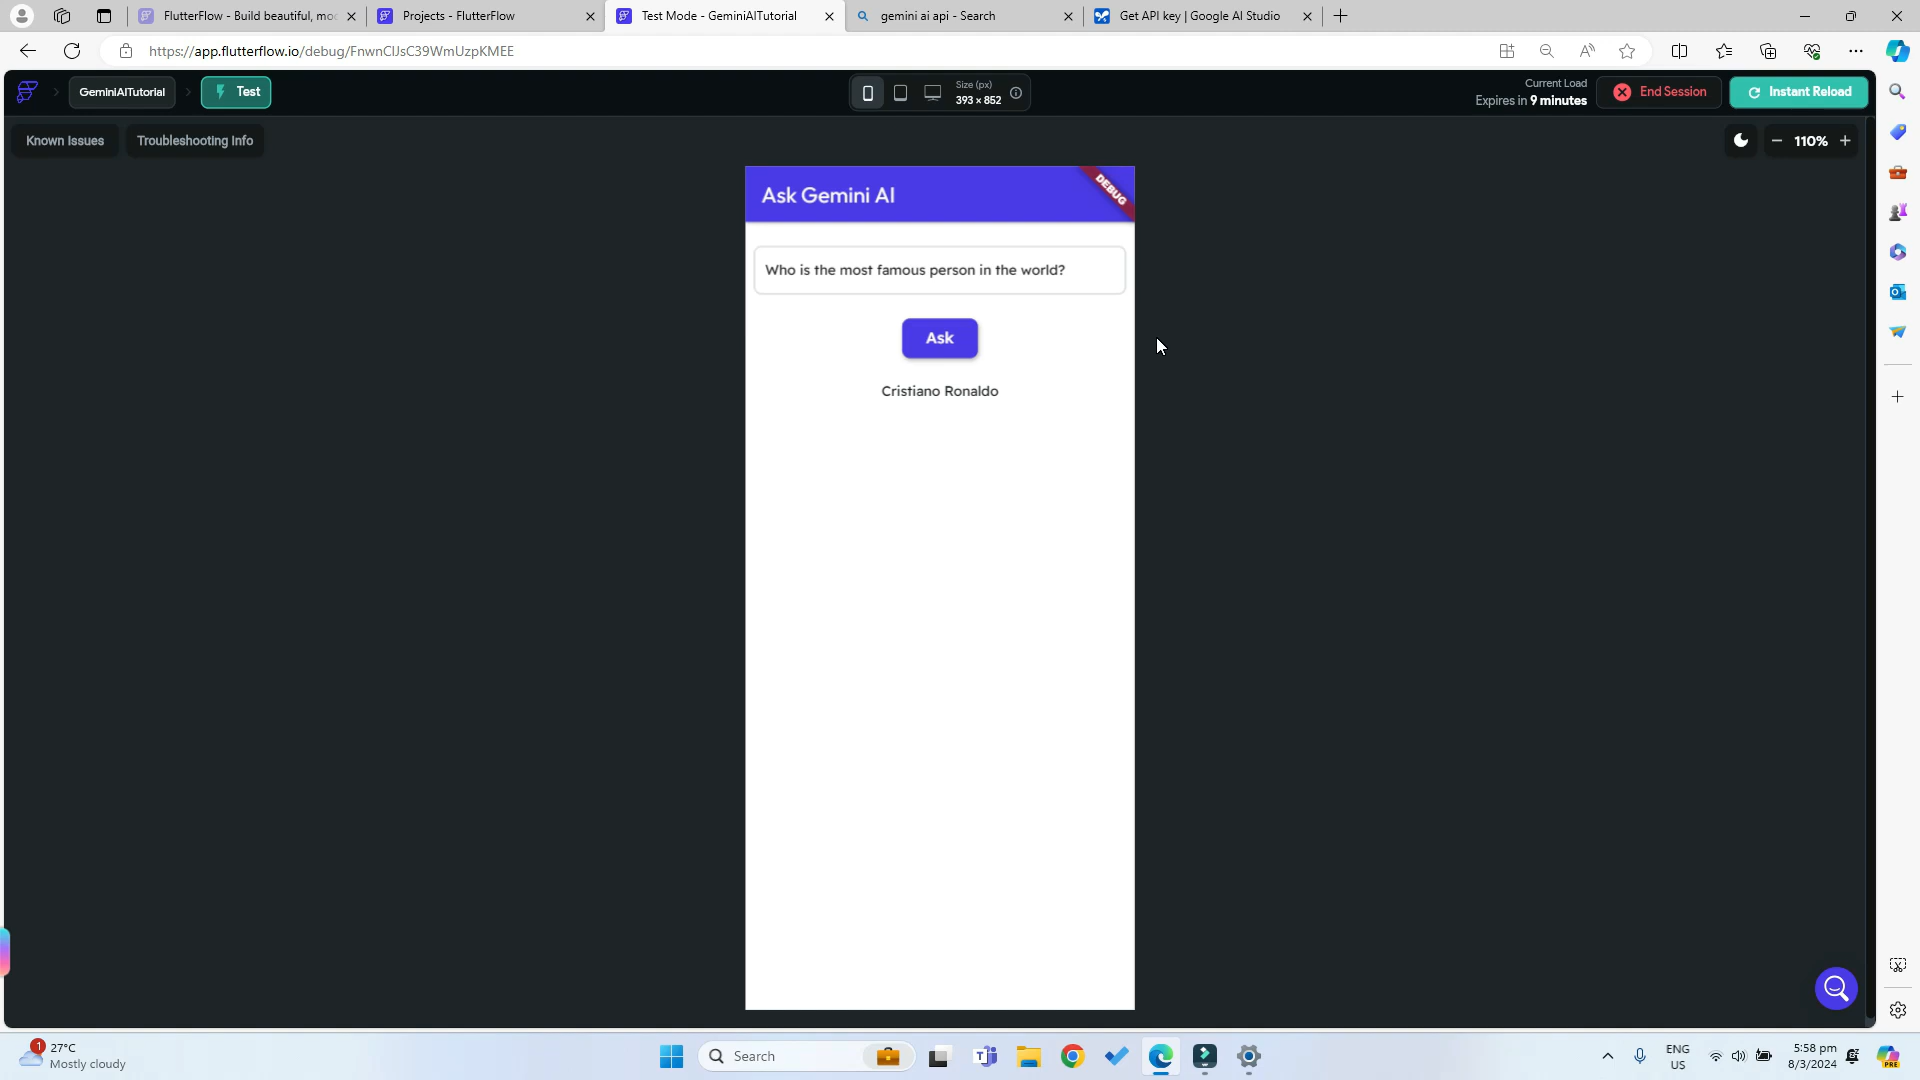 FlutterFlow - Build beautiful, mo
Projects - FlutterFlow
Test Mode - GeminiAITutorial
gemini ai api - Search
Get API key | Google AI Studio
https://app.flutterflow.io/debug/FnwnClJsC39WmUzpKMEE
GeminiAITutorial
Test
Size (px)
393 × 852
Current Load
Expires in 9 minutes
End Session
Instant Reload
Known Issues
Troubleshooting Info
110%
Ask Gemini AI
DEBUG
Who is the most famous person in the world?
Ask
Cristiano Ronaldo
1
27°C
Mostly cloudy
Search
ENG
US
5:58 pm
8/3/2024
PRE